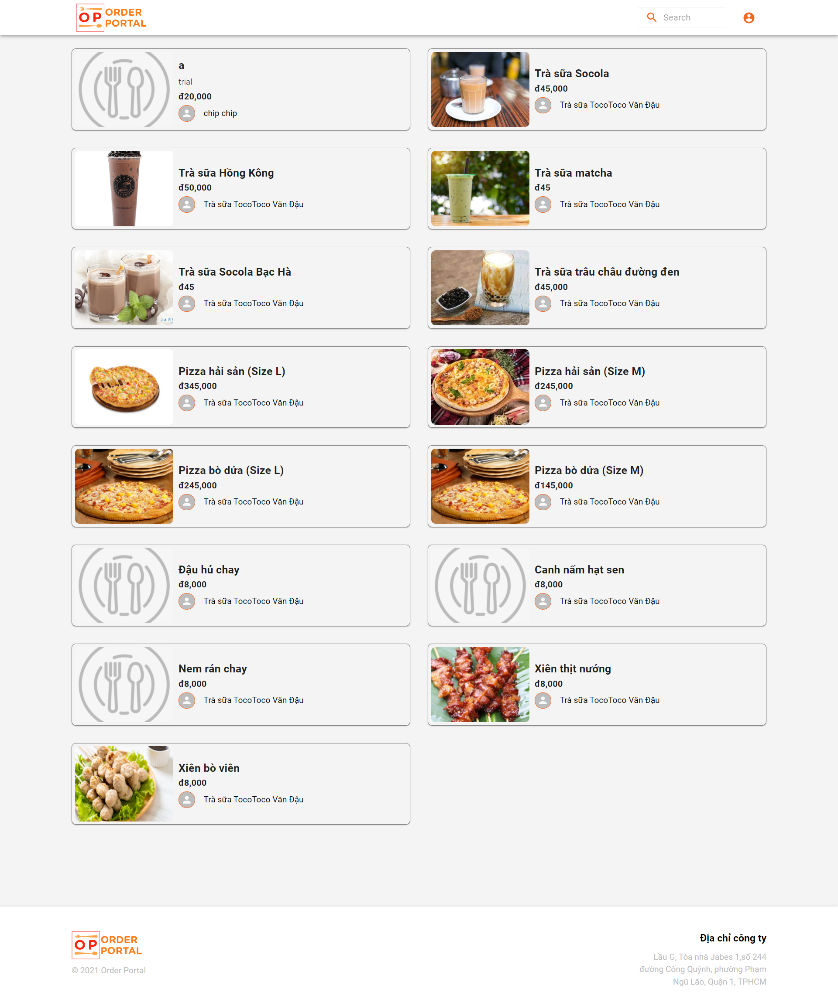 OP ORDER
PORTAL
Search
a
trial
đ20,000
chip chip
Trà sữa Socola
đ45,000
Trà sữa TocoToco Văn Đậu
Trà sữa Hồng Kông
đ50,000
Trà sữa TocoToco Văn Đậu
Trà sữa matcha
đ45
Trà sữa TocoToco Văn Đậu
JARV
Trà sữa Socola Bạc Hà
đ45
Trà sữa TocoToco Văn Đậu
Trà sữa trâu châu đường đen
đ45,000
Trà sữa TocoToco Văn Đậu
Pizza hải sản (Size L)
đ345,000
Trà sữa TocoToco Văn Đậu
Pizza hải sản (Size M)
đ245,000
Trà sữa TocoToco Văn Đậu
Pizza bò dứa (Size L)
đ245,000
Trà sữa TocoToco Văn Đậu
Pizza bò dứa (Size M)
đ145,000
Trà sữa TocoToco Văn Đậu
Đậu hủ chay
đ8,000
Trà sữa TocoToco Văn Đậu
Canh nấm hạt sen
đ8,000
Trà sữa TocoToco Văn Đậu
Nem rán chay
đ8,000
Trà sữa TocoToco Văn Đậu
Xiên thịt nướng
đ8,000
Trà sữa TocoToco Văn Đậu
Xiên bò viên
đ8,000
Trà sữa TocoToco Văn Đậu
OP ORDER
PORTAL
© 2021 Order Portal
Địa chỉ công ty
Lầu G, Tòa nhà Jabes 1,số 244
đường Cống Quỳnh, phường Phạm
Ngũ Lão, Quận 1, TPHCM